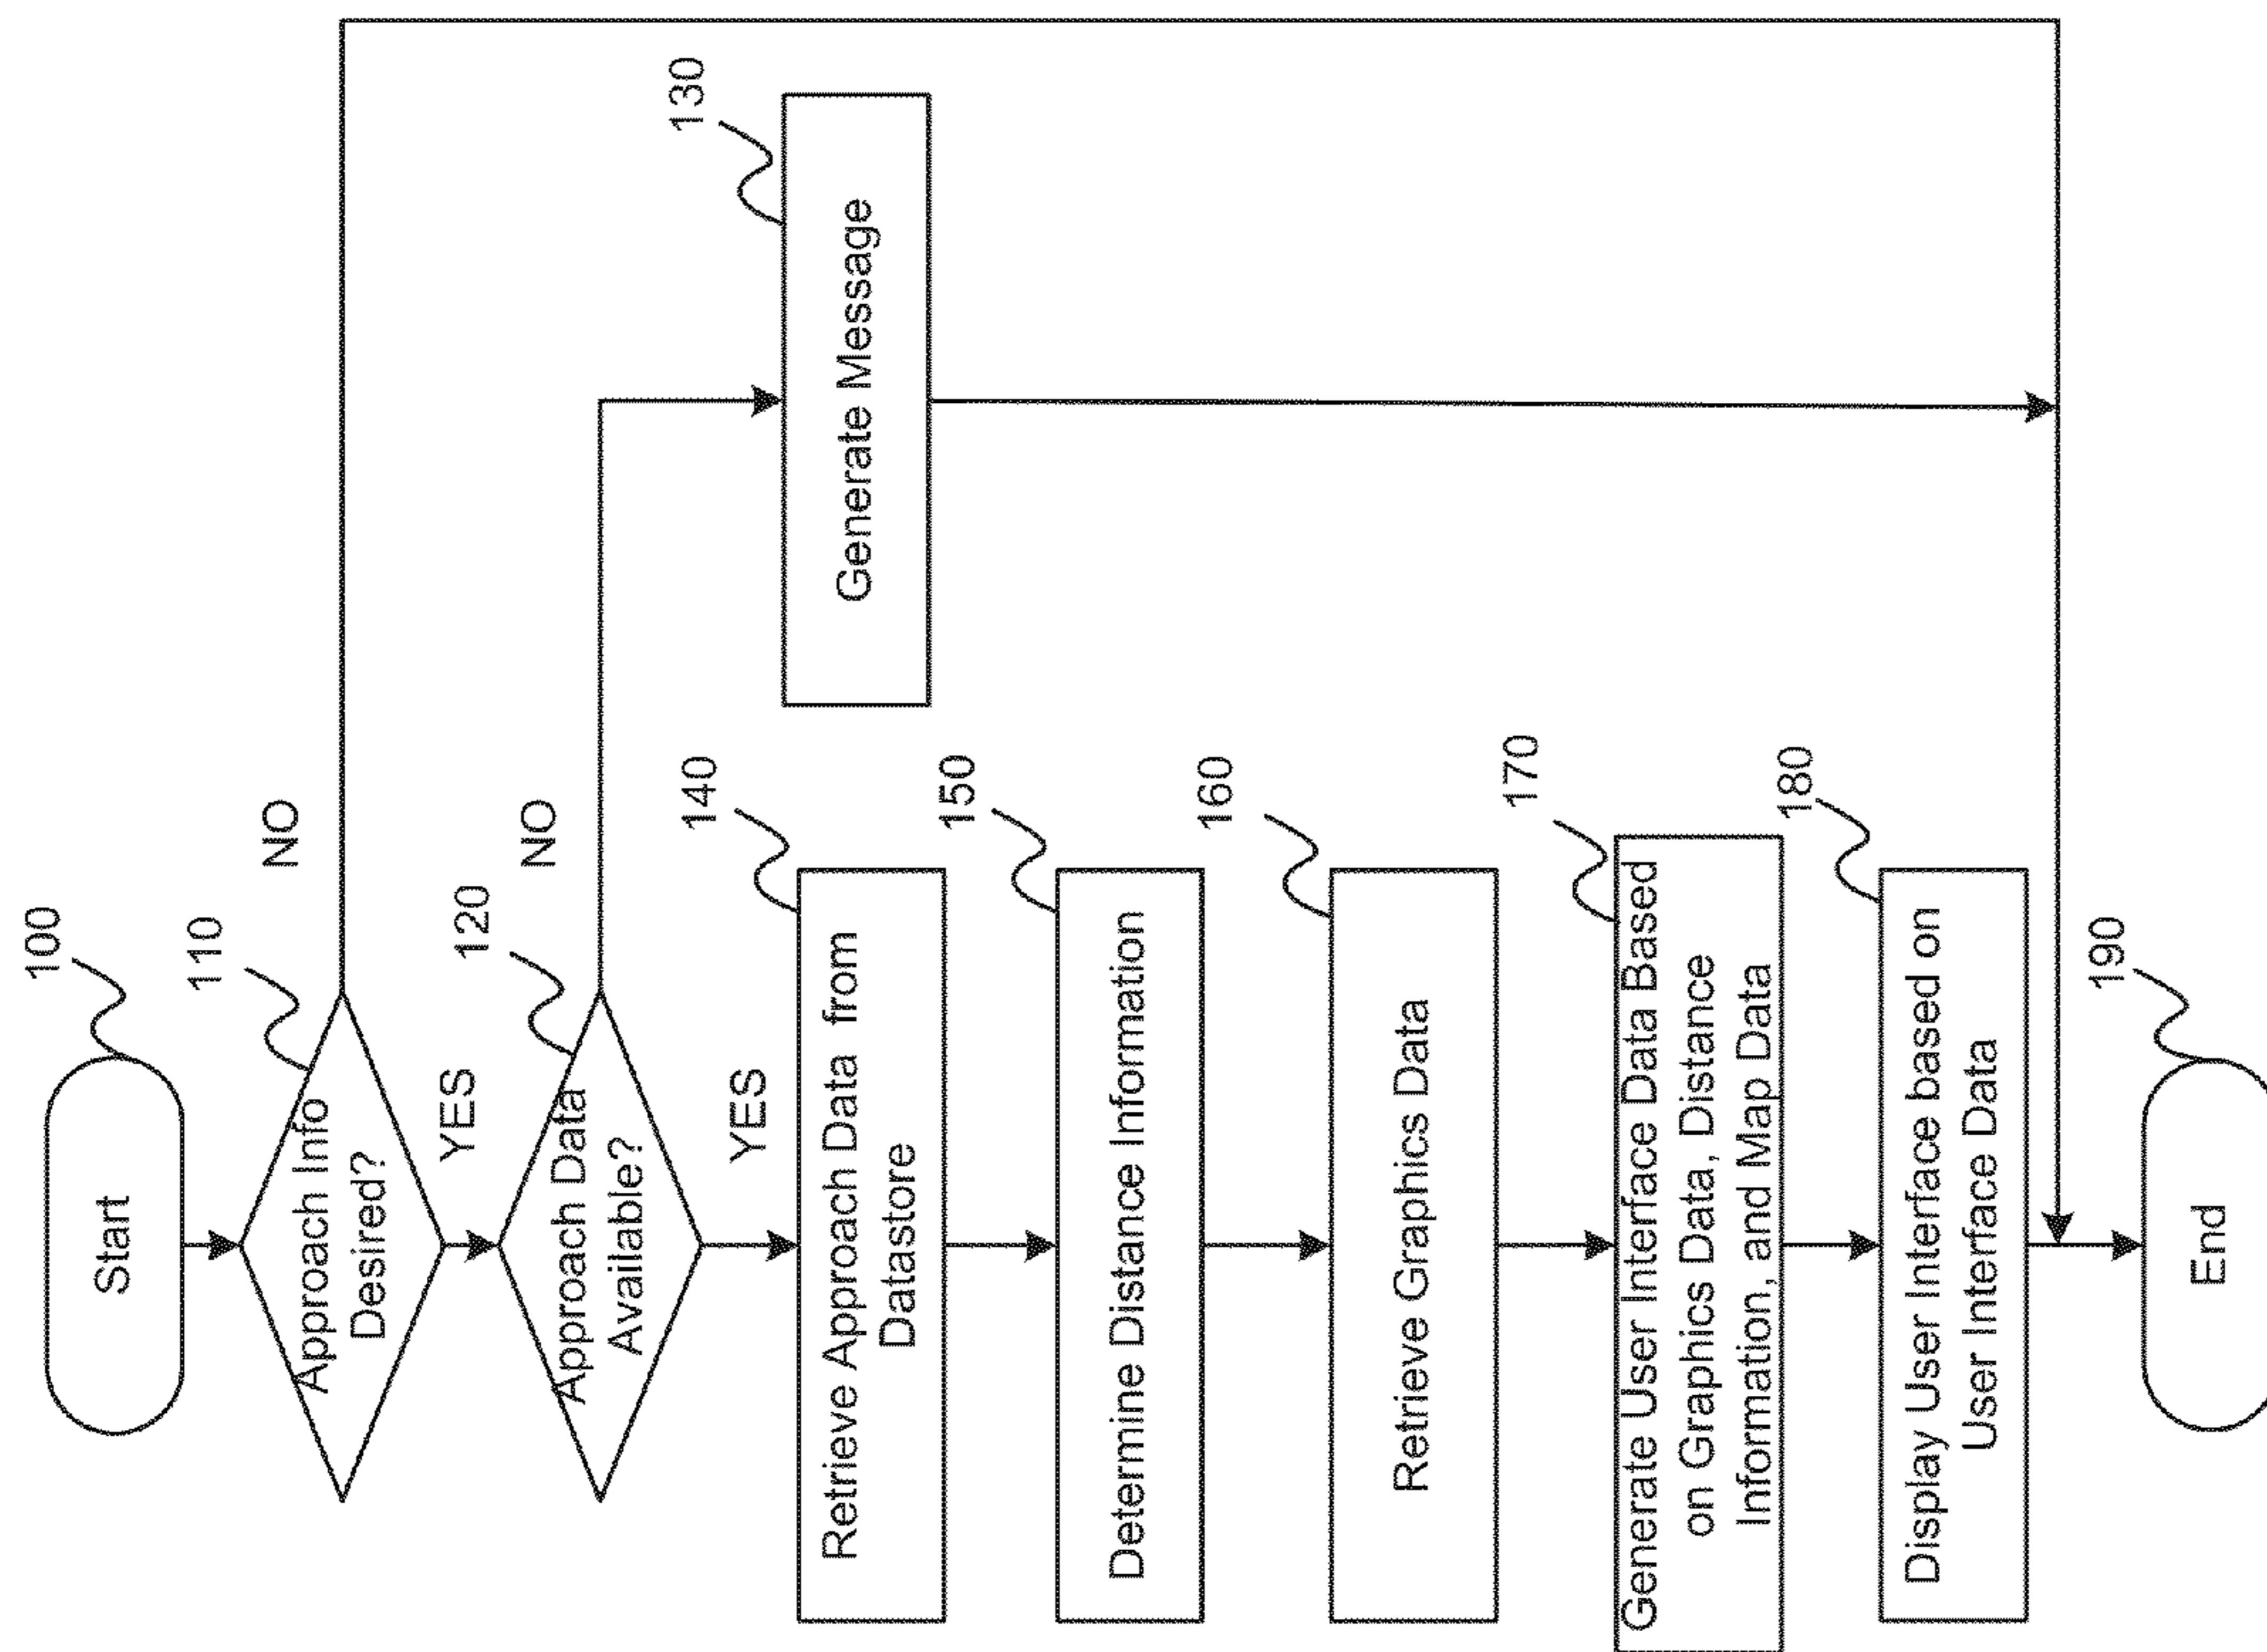 100
Start
110
Approach Info
Desired?
NO
YES
120
Approach Data
Available?
NO
YES
130
Generate Message
140
Retrieve Approach Data from
Datastore
150
Determine Distance Information
160
Retrieve Graphics Data
170
Generate User Interface Data Based
on Graphics Data, Distance
Information, and Map Data
180
Display User Interface based on
User Interface Data
190
End